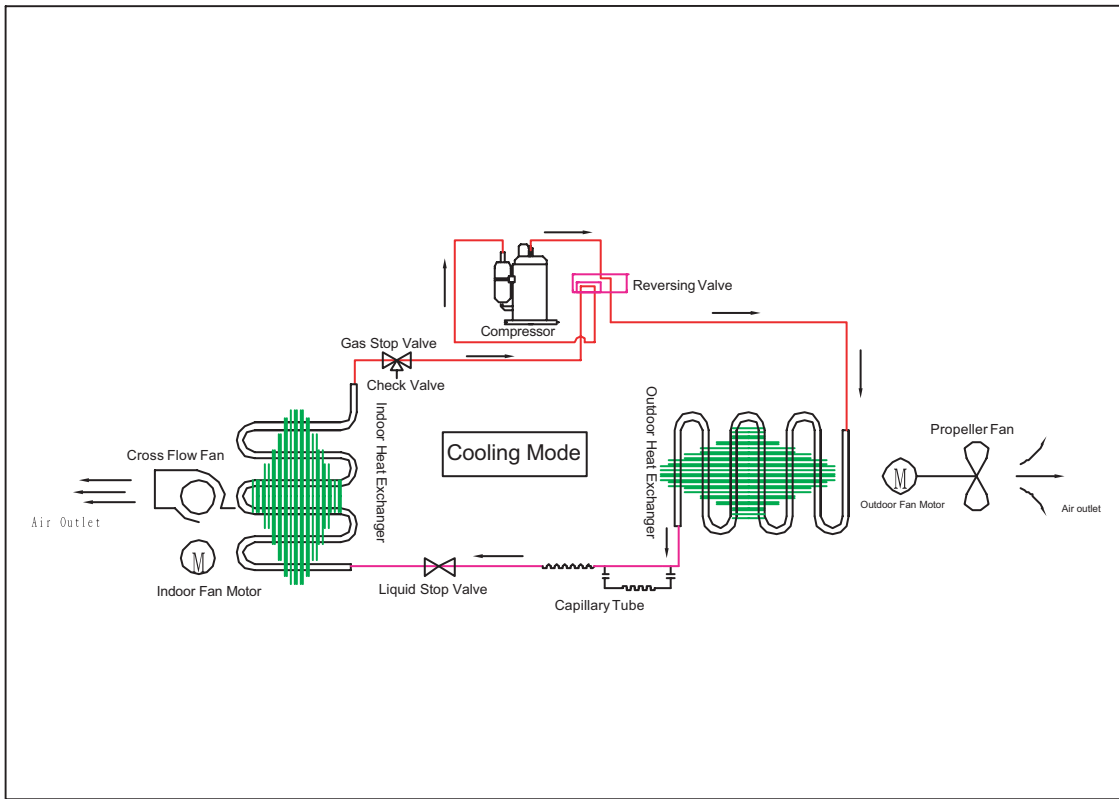 Reversing Valve
Compressor
Gas Stop Valve
Check Valve
Indoor Heat Exchanger
Outdoor Heat Exchanger
Cooling Mode
Cross Flow Fan
Propeller Fan
M
Outdoor Fan Motor
Air outlet
Air Outlet
M
Indoor Fan Motor
Liquid Stop Valve
Capillary Tube